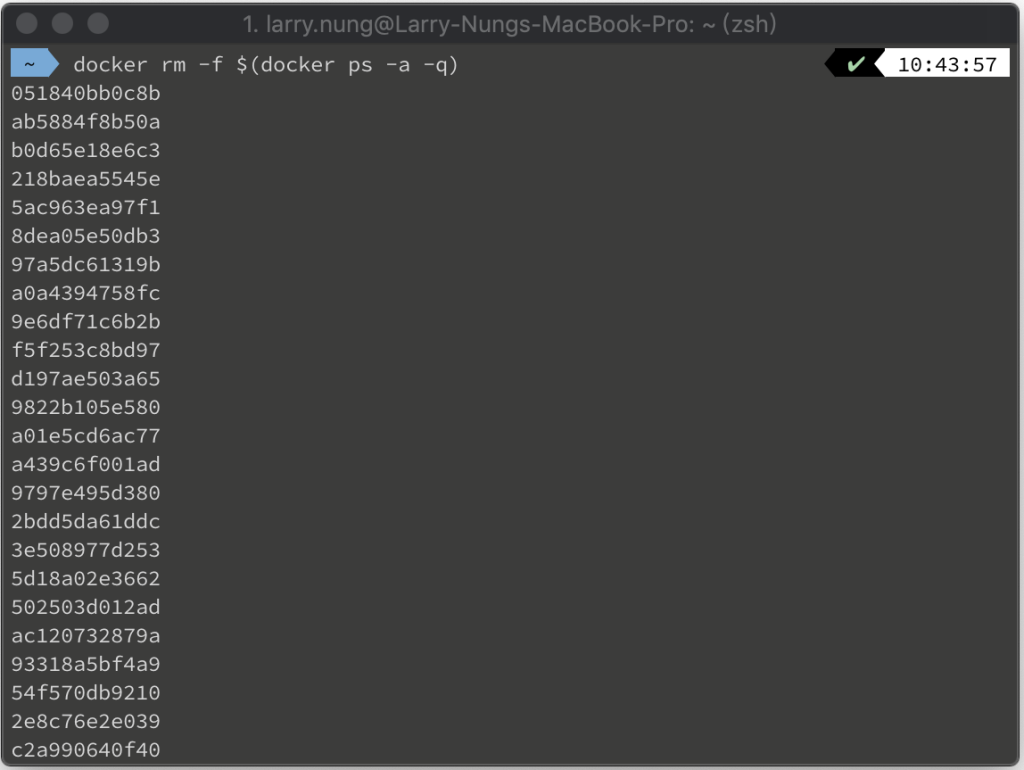 1. larry.nung@Larry-Nungs-MacBook-Pro: ~ (zsh)
~ docker rm -f $(docker ps -a -q) ✔ 10:43:57
051840bb0c8b
ab5884f8b50a
b0d65e18e6c3
218baea5545e
5ac963ea97f1
8dea05e50db3
97a5dc61319b
a0a4394758fc
9e6df71c6b2b
f5f253c8bd97
d197ae503a65
9822b105e580
a01e5cd6ac77
a439c6f001ad
9797e495d380
2bdd5da61ddc
3e508977d253
5d18a02e3662
502503d012ad
ac120732879a
93318a5bf4a9
54f570db9210
2e8c76e2e039
c2a990640f40